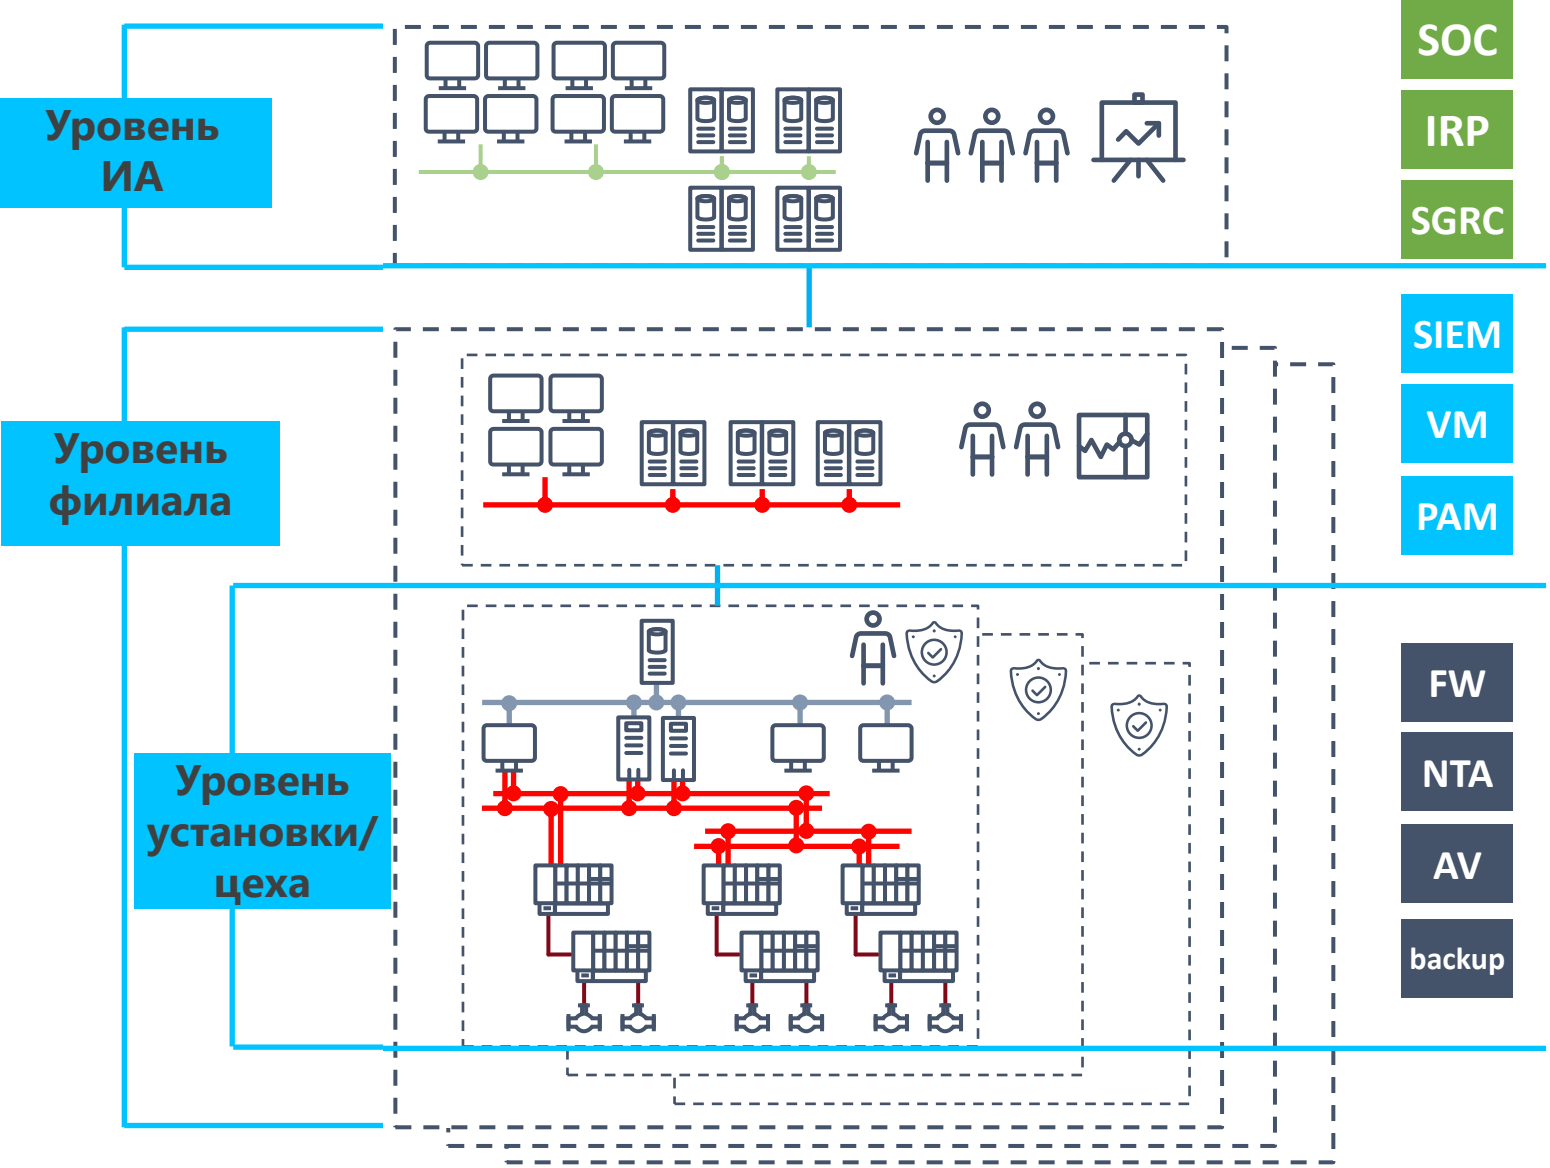 Уровень
ИА
SOC
IRP
SGRC
Уровень
филиала
SIEM
VM
PAM
Уровень
установки/
цеха
FW
NTA
AV
backup